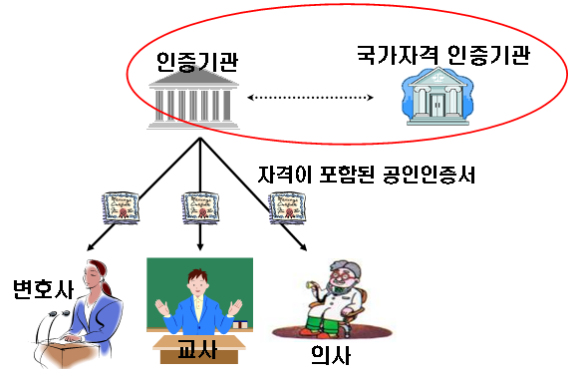 인증기관
국가자격 인증기관
자격이 포함된 공인인증서
변호사
교사
의사